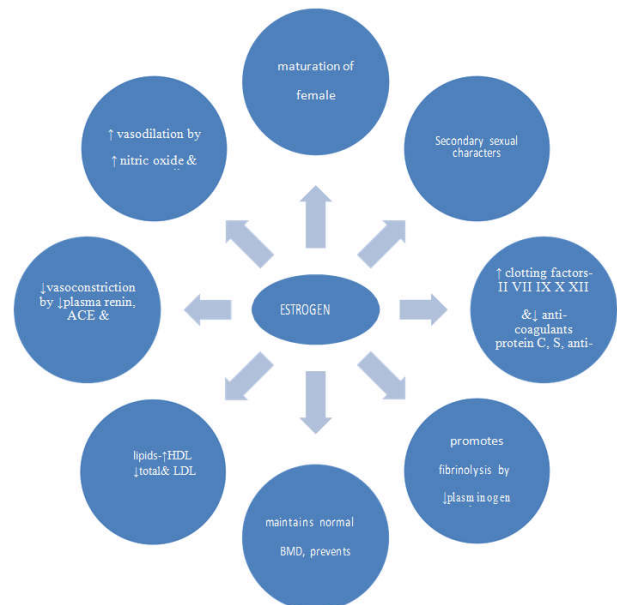 maturation of
female
Secondary sexual
characters
↑ clotting factors-
II VII IX X XII
&↓ anti-
coagulants
protein C, S, anti-
promotes
fibrinolysis by
↓plasminogen
maintains normal
BMD, prevents
lipids-↑HDL
↓total& LDL
↓vasoconstriction
by ↓plasma renin,
ACE &
↑ vasodilation by
↑ nitric oxide &
ESTROGEN